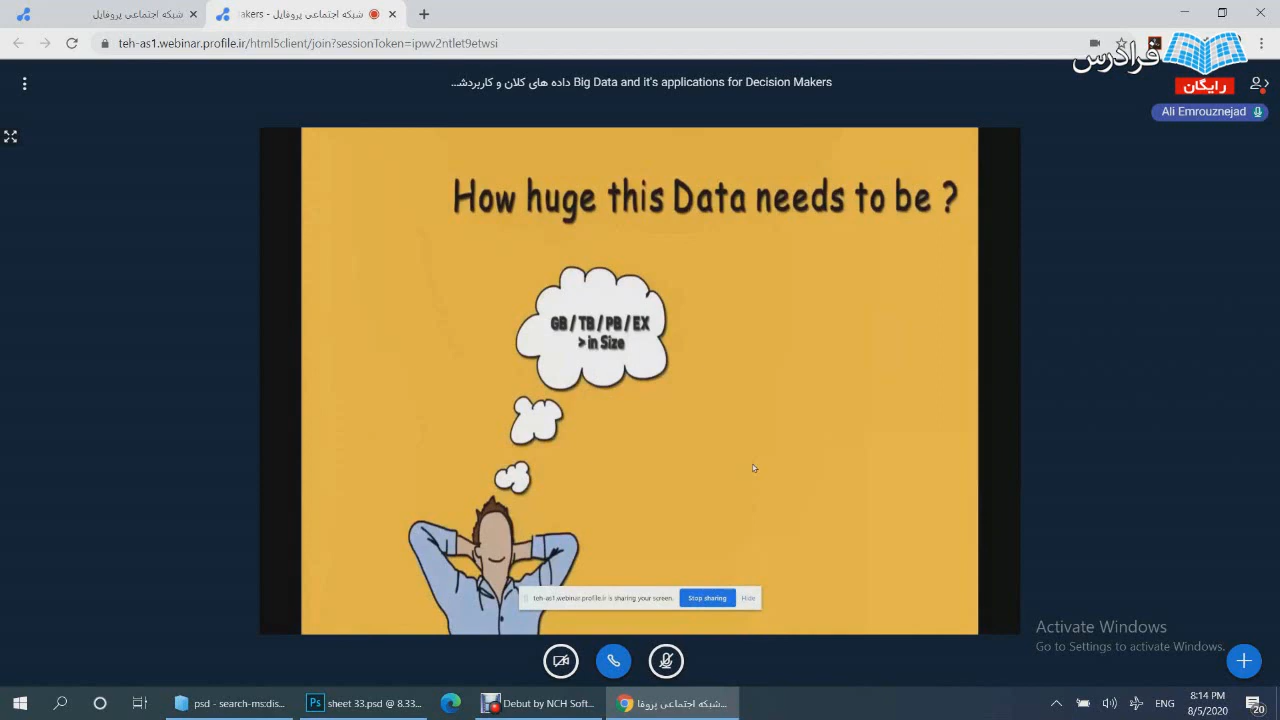 شبکه اجتماعی پروفایل
akers - شبکه اجتماعی پروفایل
teh-as1.webinar.profile.ir/html5client/join?sessionToken=ipwv2ntlet9etwsi
فرادرس
رایگان
داده های کلان و کاربردش... Big Data and it's applications for Decision Makers
Ali Emrouznejad
How huge this Data needs to be ?
GB / TB / PB / EX
> in Size
teh-as1.webinar.profile.ir is sharing your screen.
Stop sharing
Hide
Activate Windows
Go to Settings to activate Windows.
psd - search-ms:dis...
Ps
sheet 33.psd @ 8.33...
Debut by NCH Soft...
شبکه اجتماعی پروفا...
ENG
8:14 PM
8/5/2020
20